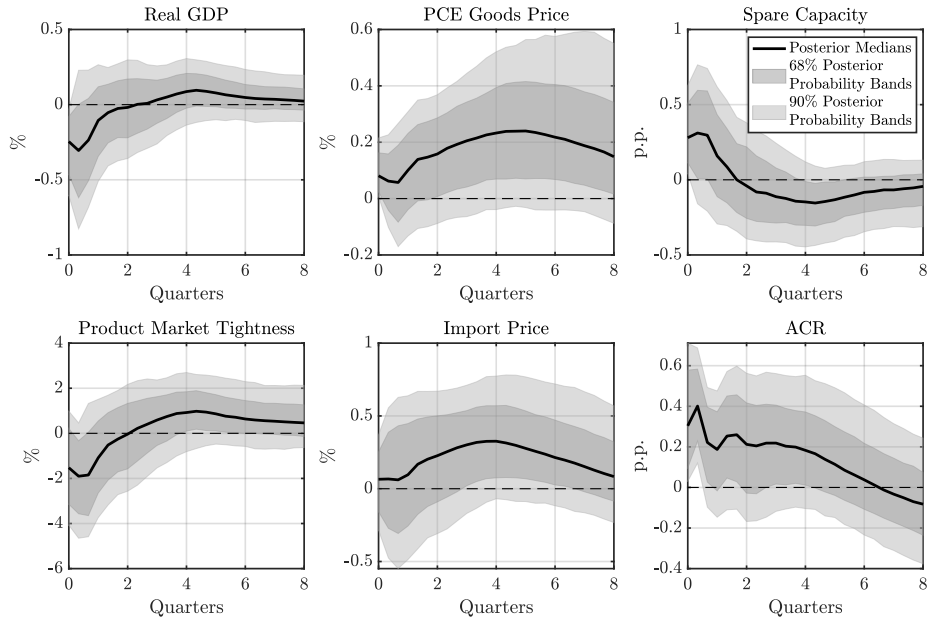 Real GDP
0.5
0
-0.5
-1
%
0 2 4 6 8
Quarters
PCE Goods Price
0.6
0.4
0.2
0
-0.2
%
0 2 4 6 8
Quarters
Spare Capacity
1
0.5
0
-0.5
p.p.
0 2 4 6 8
Quarters
Posterior Medians
68% Posterior
Probability Bands
90% Posterior
Probability Bands
Product Market Tightness
4
2
0
-2
-4
-6
%
0 2 4 6 8
Quarters
Import Price
1
0.5
0
-0.5
%
0 2 4 6 8
Quarters
ACR
0.6
0.4
0.2
0
-0.2
-0.4
p.p.
0 2 4 6 8
Quarters